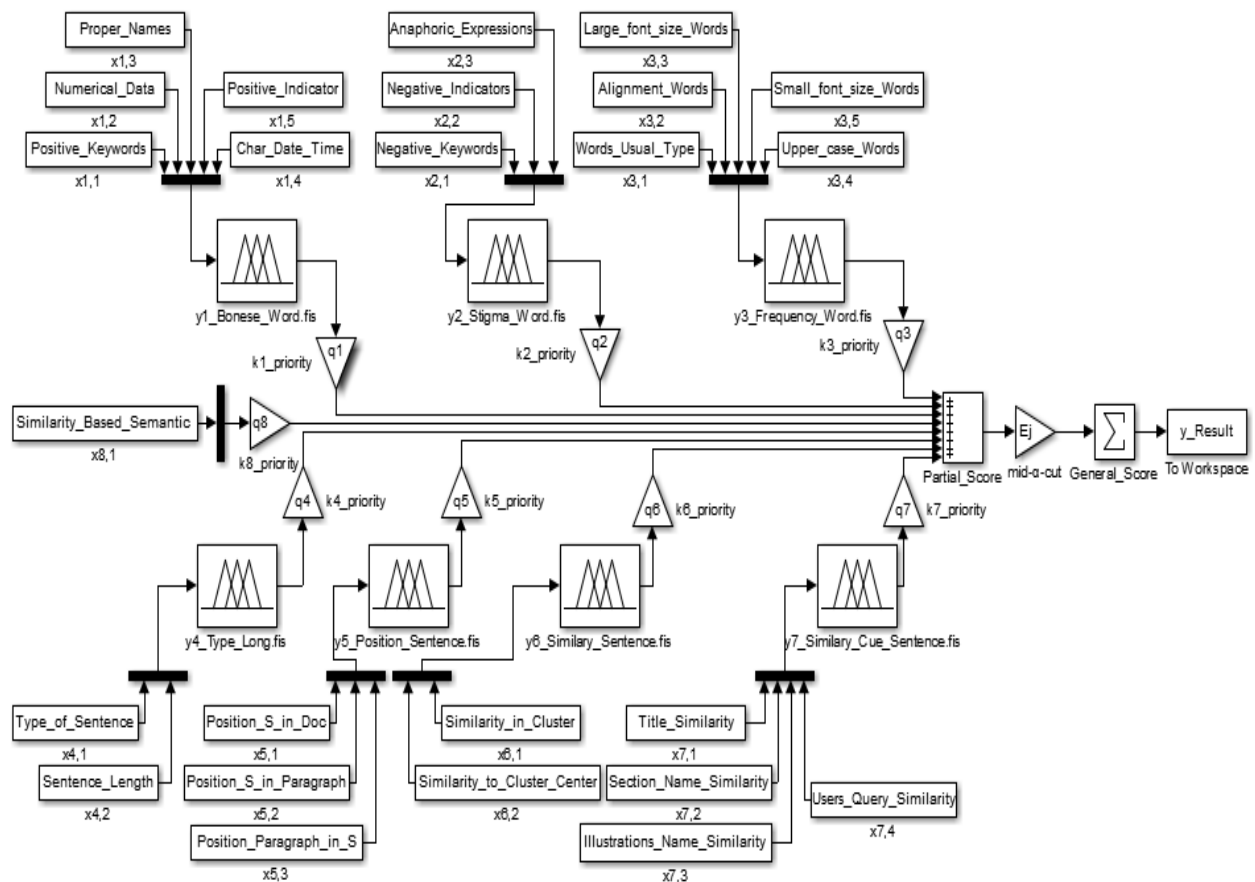 Proper_Names
x1,3
Numerical_Data
x1,2
Positive_Keywords
x1,1
Positive_Indicator
x1,5
Char_Date_Time
x1,4
Anaphoric_Expressions
x2,3
Negative_Indicators
x2,2
Negative_Keywords
x2,1
Large_font_size_Words
x3,3
Alignment_Words
x3,2
Words_Usual_Type
x3,1
Small_font_size_Words
x3,5
Upper_case_Words
x3,4
y1_Bonese_Word.fis
y2_Stigma_Word.fis
y3_Frequency_Word.fis
q1
k1_priority
q2
k2_priority
q3
k3_priority
Similarity_Based_Semantic
x8,1
q8
k8_priority
+
+
+
+
+
+
+
+
Partial_Score
Ej
mid-α-cut
Σ
General_Score
y_Result
To Workspace
q4
k4_priority
q5
k5_priority
q6
k6_priority
q7
k7_priority
y4_Type_Long.fis
y5_Position_Sentence.fis
y6_Similary_Sentence.fis
y7_Similary_Cue_Sentence.fis
Type_of_Sentence
x4,1
Sentence_Length
x4,2
Position_S_in_Doc
x5,1
Position_S_in_Paragraph
x5,2
Position_Paragraph_in_S
x5,3
Similarity_in_Cluster
x6,1
Similarity_to_Cluster_Center
x6,2
Title_Similarity
x7,1
Section_Name_Similarity
x7,2
Illustrations_Name_Similarity
x7,3
Users_Query_Similarity
x7,4